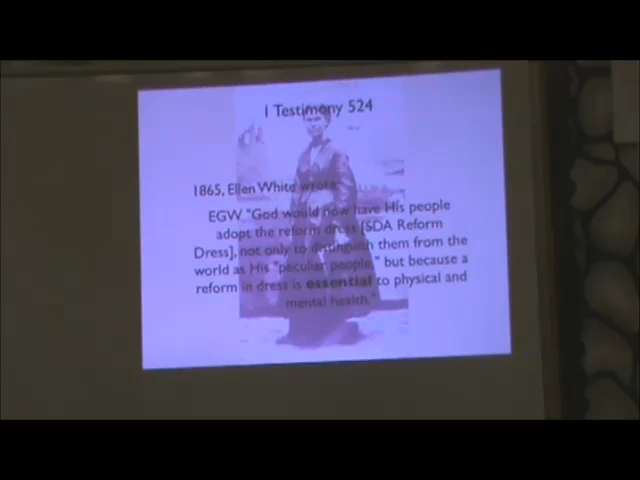 1 Testimony 524
1865, Ellen White wrote
EGW "God would now have His people
adopt the reform dress [SDA Reform
Dress], not only to distinguish them from the
world as His "peculiar people," but because a
reform in dress is essential to physical and
mental health."